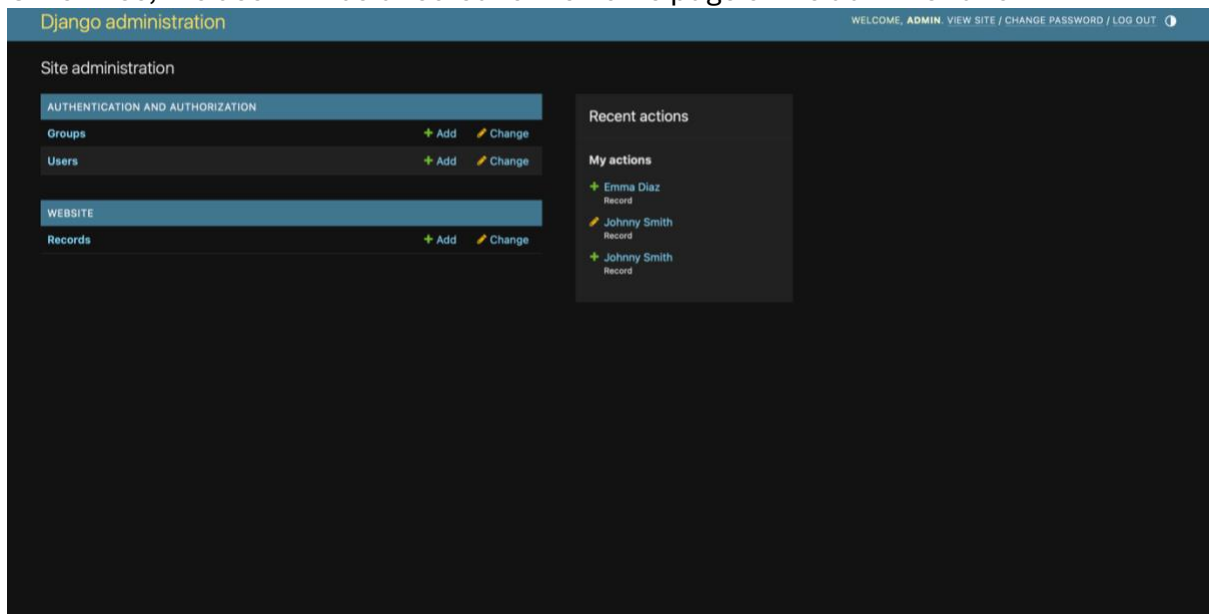 Django administration
WELCOME, ADMIN. VIEW SITE / CHANGE PASSWORD / LOG OUT
Site administration
AUTHENTICATION AND AUTHORIZATION
Groups + Add Change
Users + Add Change
WEBSITE
Records + Add Change
Recent actions
My actions
+ Emma Diaz
Record
Johnny Smith
Record
+ Johnny Smith
Record